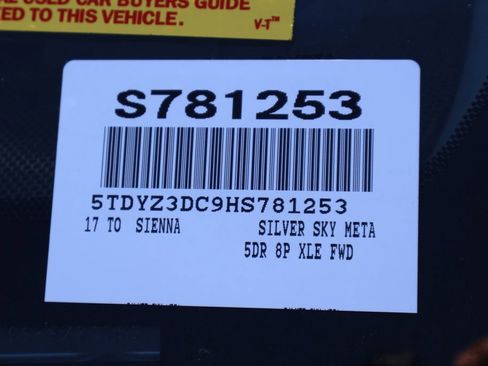 USED CAR BUYERS GUIDE
ED TO THIS VEHICLE. V-T™
S781253
5TDYZ3DC9HS781253
17 TO SIENNA SILVER SKY META
5DR 8P XLE FWD